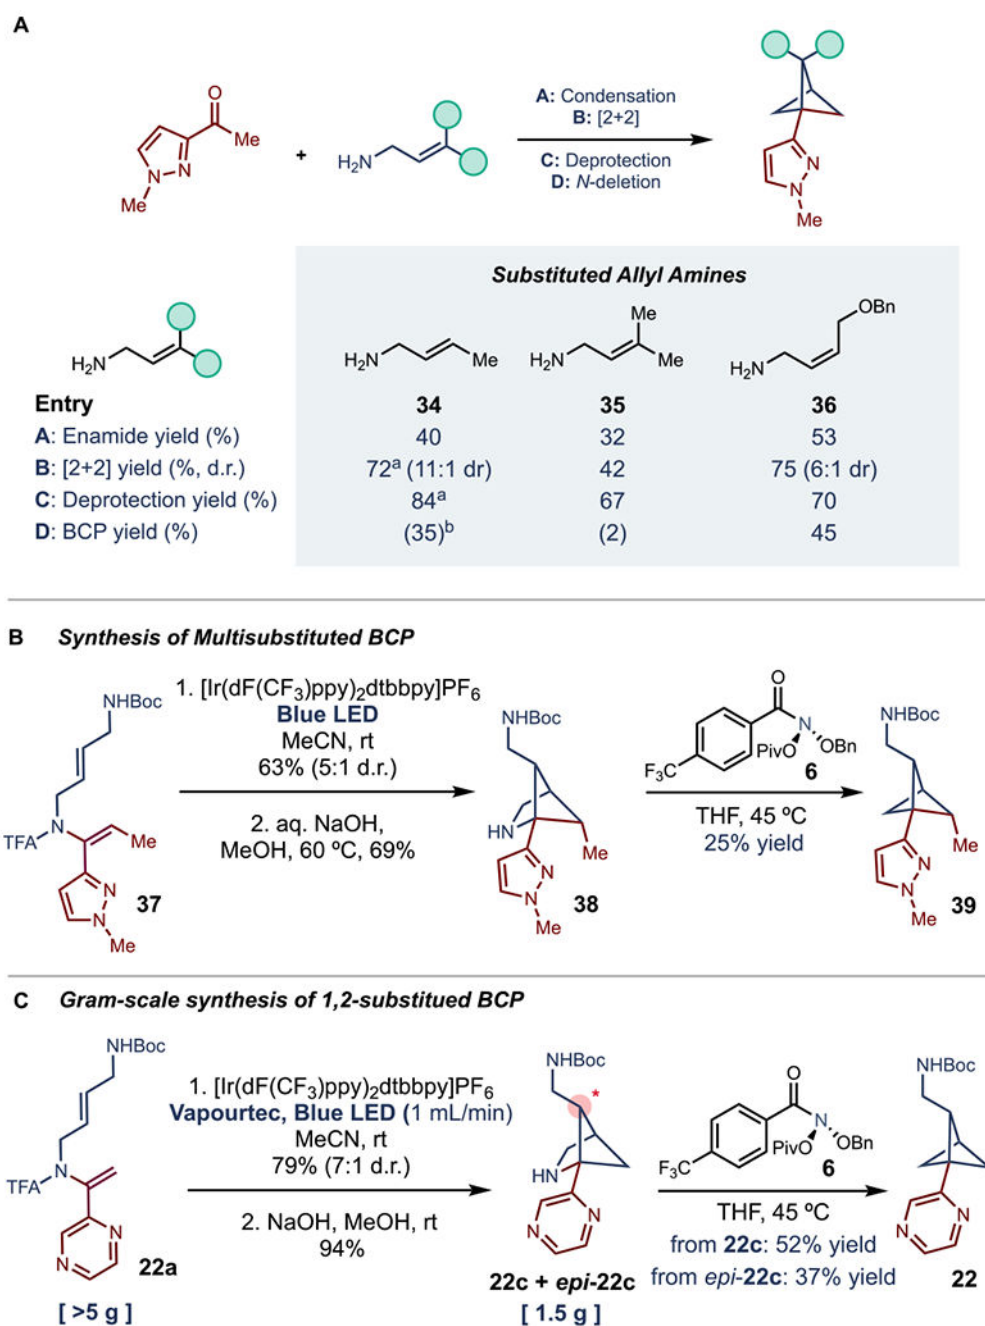 A
O
Me
N
N
Me
+
H₂N
A: Condensation
B: [2+2]
C: Deprotection
D: N-deletion
N
N
Me
Substituted Allyl Amines
H₂N
H₂N
Me
H₂N
Me
Me
H₂N
OBn
Entry 34 35 36
A: Enamide yield (%) 40 32 53
B: [2+2] yield (%, d.r.) 72ᵃ (11:1 dr) 42 75 (6:1 dr)
C: Deprotection yield (%) 84ᵃ 67 70
D: BCP yield (%) (35)ᵇ (2) 45
B Synthesis of Multisubstituted BCP
NHBoc
N
TFA
Me
N
N
Me
37
1. [Ir(dF(CF₃)ppy)₂dtbbpy]PF₆
Blue LED
MeCN, rt
63% (5:1 d.r.)
2. aq. NaOH,
MeOH, 60 ºC, 69%
NHBoc
HN
Me
N
N
Me
38
O
N
OBn
PivO
F₃C
6
THF, 45 ºC
25% yield
NHBoc
Me
N
N
Me
39
C Gram-scale synthesis of 1,2-substitued BCP
NHBoc
N
TFA
N
N
22a
[ >5 g ]
1. [Ir(dF(CF₃)ppy)₂dtbbpy]PF₆
Vapourtec, Blue LED (1 mL/min)
MeCN, rt
79% (7:1 d.r.)
2. NaOH, MeOH, rt
94%
NHBoc
*
HN
N
N
22c + epi-22c
[ 1.5 g ]
O
N
OBn
PivO
F₃C
6
THF, 45 ºC
from 22c: 52% yield
from epi-22c: 37% yield
NHBoc
N
N
22